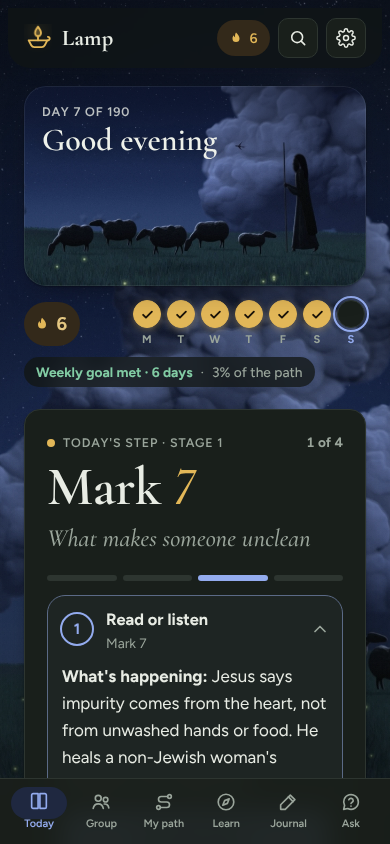 Lamp
6
DAY 7 OF 190
Good evening
6
M T W T F S S
Weekly goal met · 6 days · 3% of the path
TODAY'S STEP · STAGE 1
1 of 4
Mark 7
What makes someone unclean
1
Read or listen
Mark 7
What's happening: Jesus says
impurity comes from the heart, not
from unwashed hands or food. He
heals a non-Jewish woman's
Today Group My path Learn Journal Ask